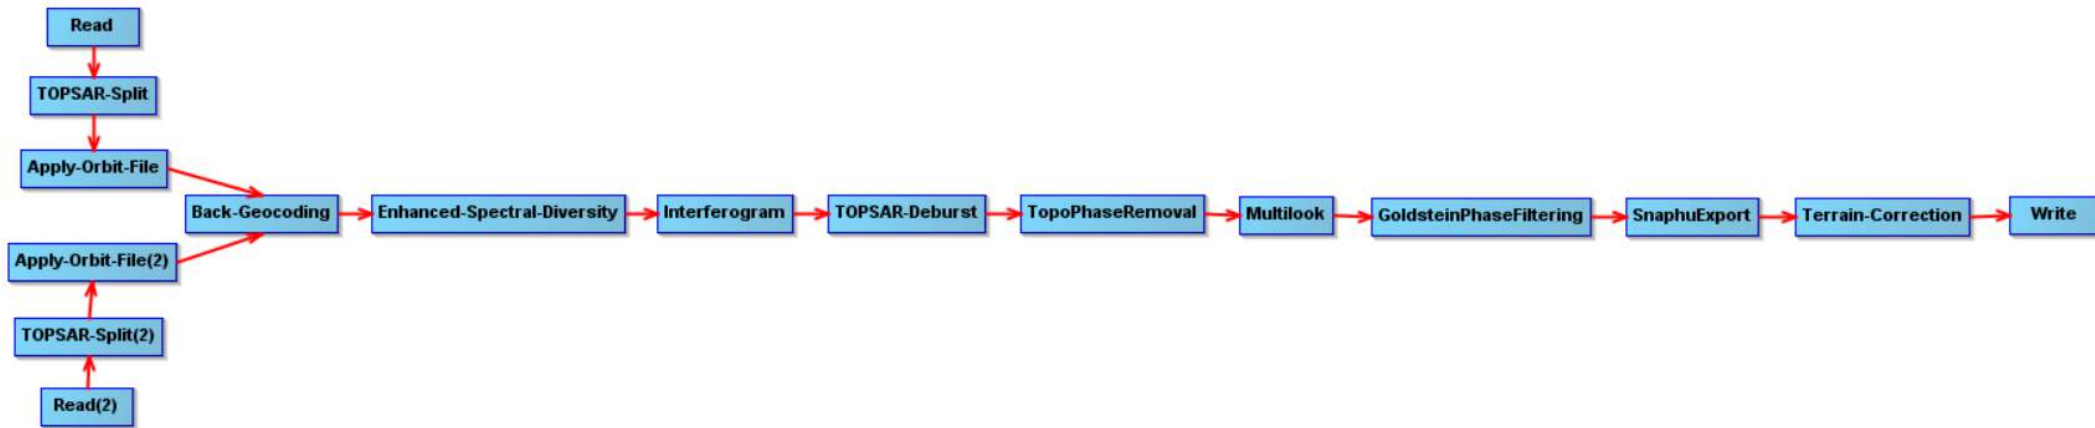 Read
TOPSAR-Split
Apply-Orbit-File
Back-Geocoding
Enhanced-Spectral-Diversity
Interferogram
TOPSAR-Deburst
TopoPhaseRemoval
Multilook
GoldsteinPhaseFiltering
SnaphuExport
Terrain-Correction
Write
Apply-Orbit-File(2)
TOPSAR-Split(2)
Read(2)